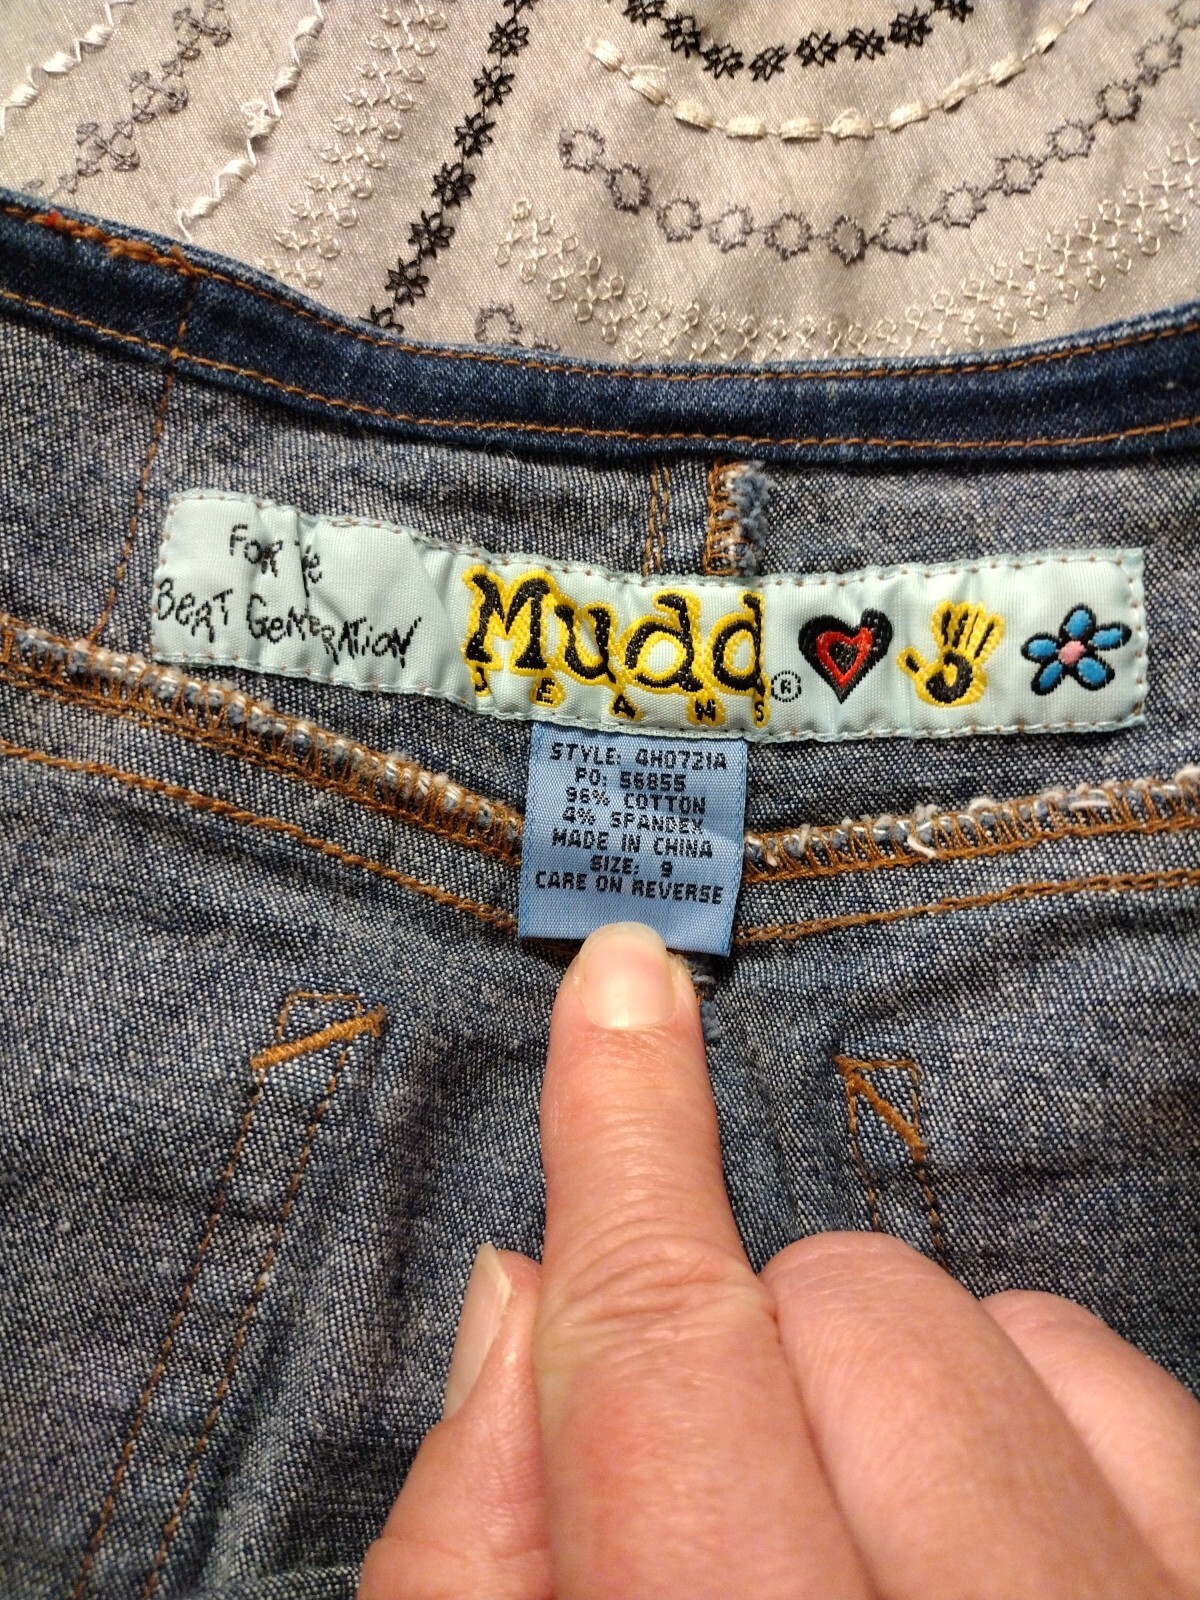 FOR THE
BEAT GENERATION
Mudd
JEANS
®
STYLE: 4H0721A
PO: 56855
96% COTTON
4% SPANDEX
MADE IN CHINA
SIZE: 9
CARE ON REVERSE